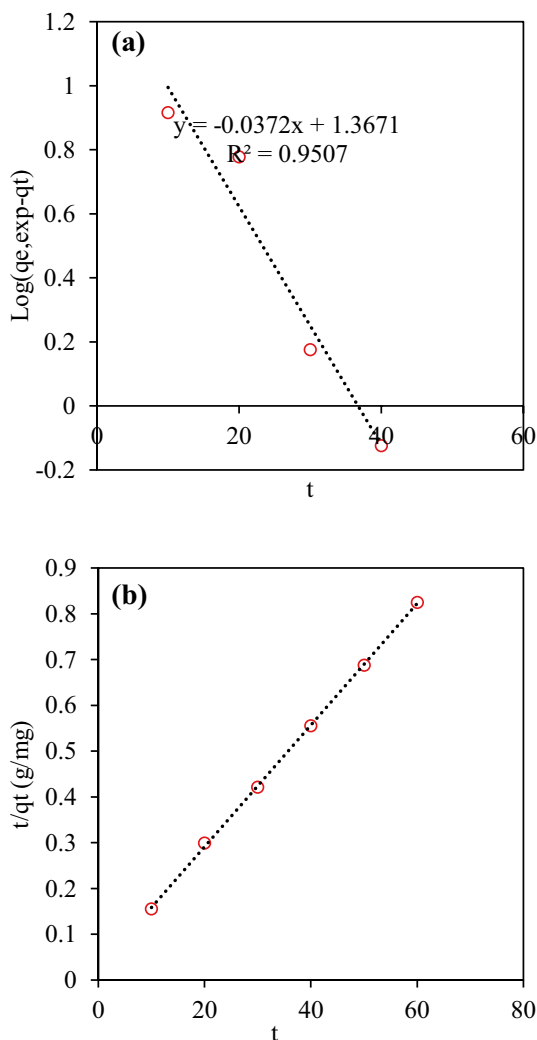 (a)
1.2
1
0.8
0.6
0.4
0.2
0
-0.2
y = -0.0372x + 1.3671
R² = 0.9507
Log(qe,exp-qt)
0 20 40 60
t
(b)
0.9
0.8
0.7
0.6
0.5
0.4
0.3
0.2
0.1
0
t/qt (g/mg)
0 20 40 60 80
t